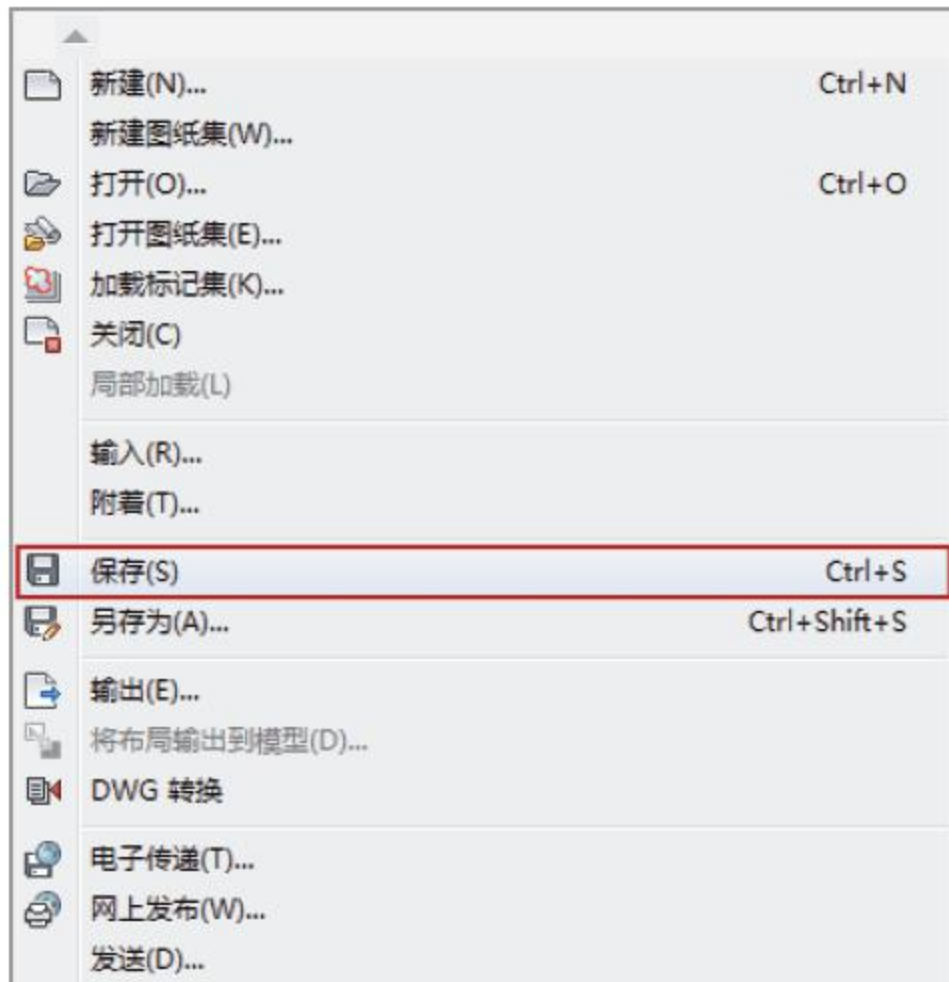 新建(N)... Ctrl+N
新建图纸集(W)...
打开(O)... Ctrl+O
打开图纸集(E)...
加载标记集(K)...
关闭(C)
局部加载(L)
输入(R)...
附着(T)...
保存(S) Ctrl+S
另存为(A)... Ctrl+Shift+S
输出(E)...
将布局输出到模型(D)...
DWG 转换
电子传递(T)...
网上发布(W)...
发送(D)...